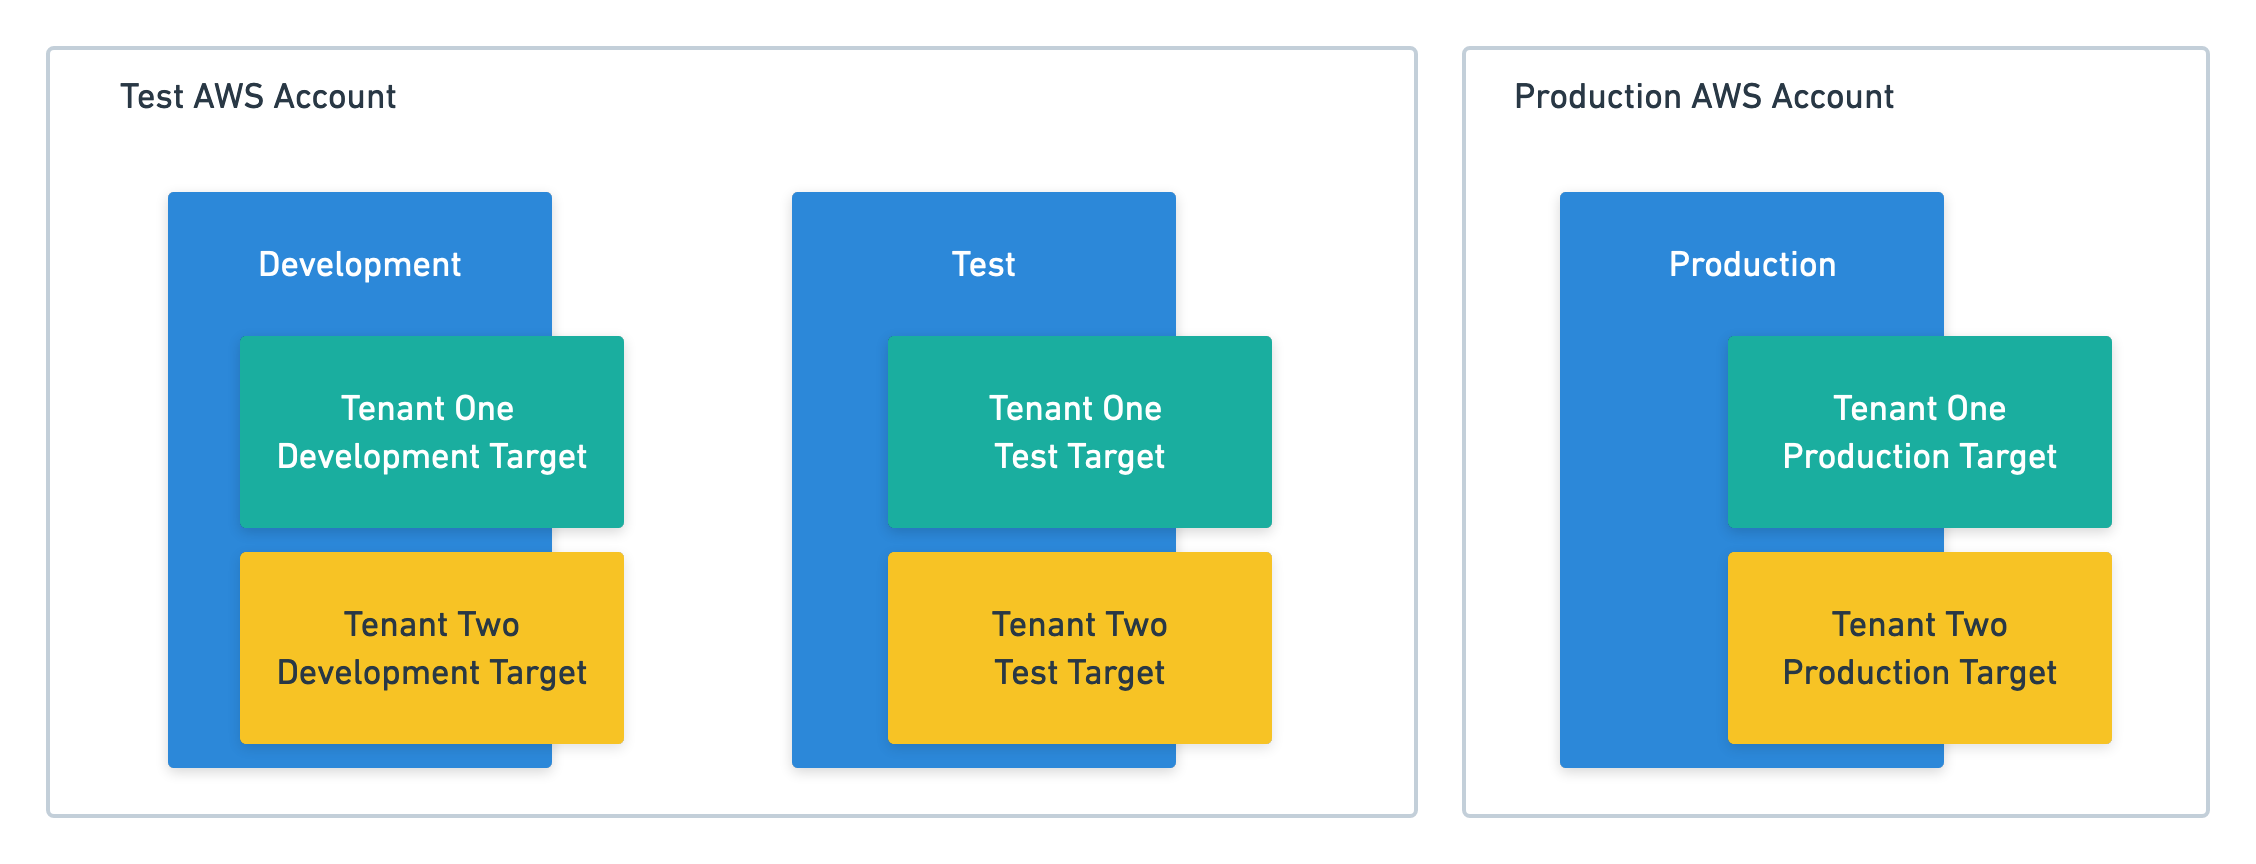 Test AWS Account
Development
Tenant One
Development Target
Tenant Two
Development Target
Test
Tenant One
Test Target
Tenant Two
Test Target
Production AWS Account
Production
Tenant One
Production Target
Tenant Two
Production Target